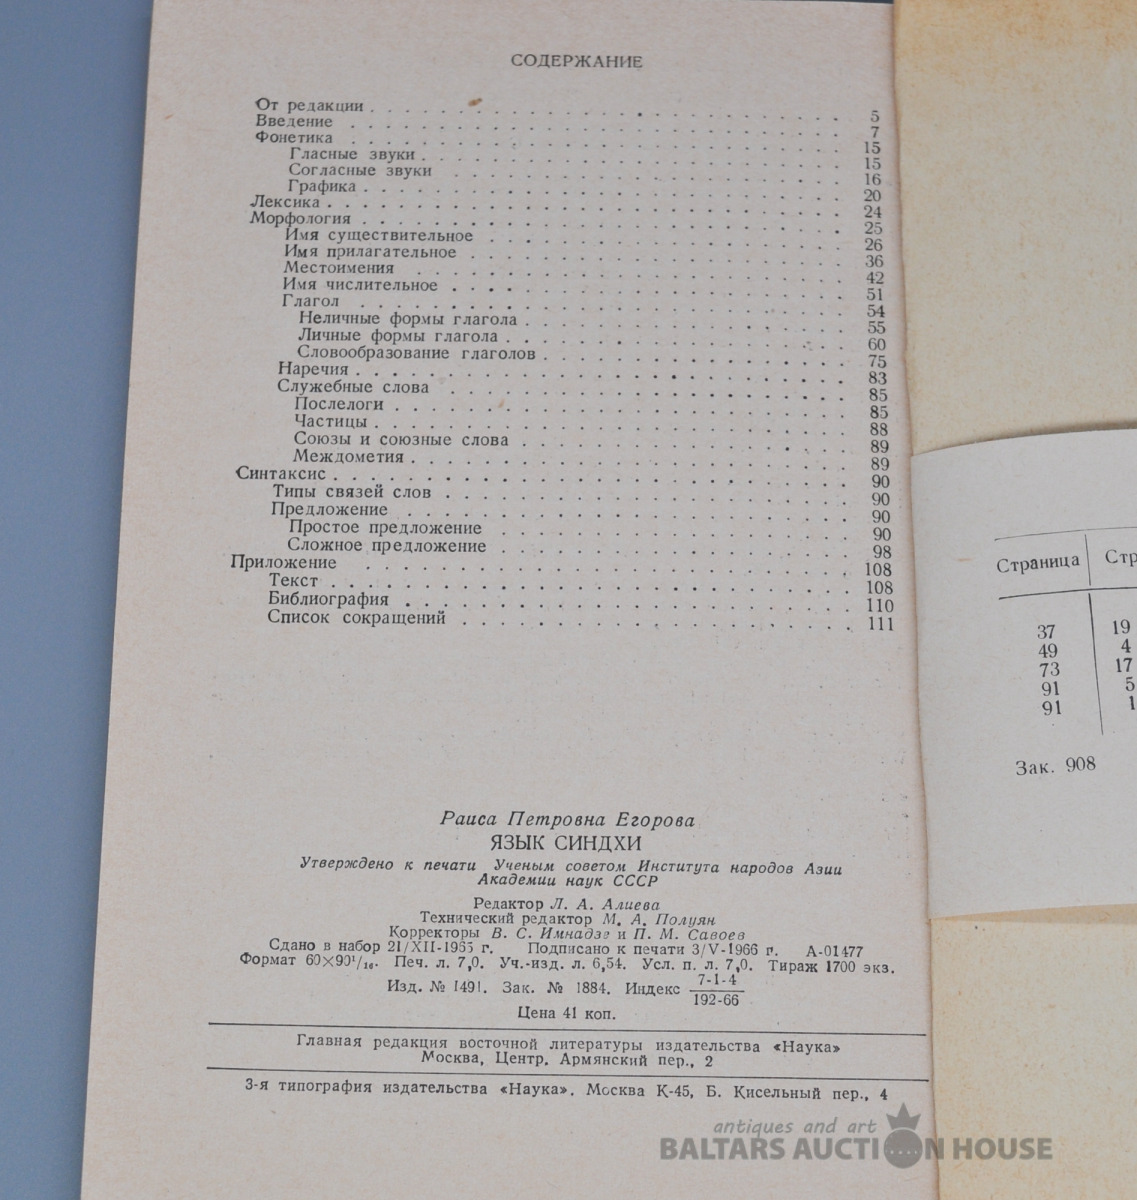 СОДЕРЖАНИЕ
От редакции . . . . . 5
Введение . . . . . 7
Фонетика . . . . . 15
Гласные звуки . . . . . 15
Согласные звуки . . . . . 16
Графика . . . . . 20
Лексика . . . . . 24
Морфология . . . . . 25
Имя существительное . . . . . 26
Имя прилагательное . . . . . 36
Местоимения . . . . . 42
Имя числительное . . . . . 51
Глагол . . . . . 54
Неличные формы глагола . . . . . 55
Личные формы глагола . . . . . 60
Словообразование глаголов . . . . . 75
Наречия . . . . . 83
Служебные слова . . . . . 85
Послелоги . . . . . 85
Частицы . . . . . 88
Союзы и союзные слова . . . . . 89
Междометия . . . . . 89
Синтаксис . . . . . 90
Типы связей слов . . . . . 90
Предложение . . . . . 90
Простое предложение . . . . . 90
Сложное предложение . . . . . 98
Приложение . . . . . 108
Текст . . . . . 108
Библиография . . . . . 110
Список сокращений . . . . . 111
Раиса Петровна Егорова
ЯЗЫК СИНДХИ
Утверждено к печати Ученым советом Института народов Азии
Академии наук СССР
Редактор Л. А. Алиева
Технический редактор М. А. Полуян
Корректоры В. С. Имнадзе и П. М. Савоев
Сдано в набор 21/XII-1965 г. Подписано к печати 3/V-1966 г. А-01477
Формат 60×90¹/₁₆. Печ. л. 7,0. Уч.-изд. л. 6,54. Усл. п. л. 7,0. Тираж 1700 экз.
Изд. № 1491. Зак. № 1884. Индекс 7-1-4
192-66
Цена 41 коп.
Главная редакция восточной литературы издательства «Наука»
Москва, Центр, Армянский пер., 2
3-я типография издательства «Наука». Москва К-45, Б. Кисельный пер., 4
Страница Стр
37 19
49 4
73 17
91 5
91 1
Зак. 908
antiques and art
BALTARS AUCTION HOUSE